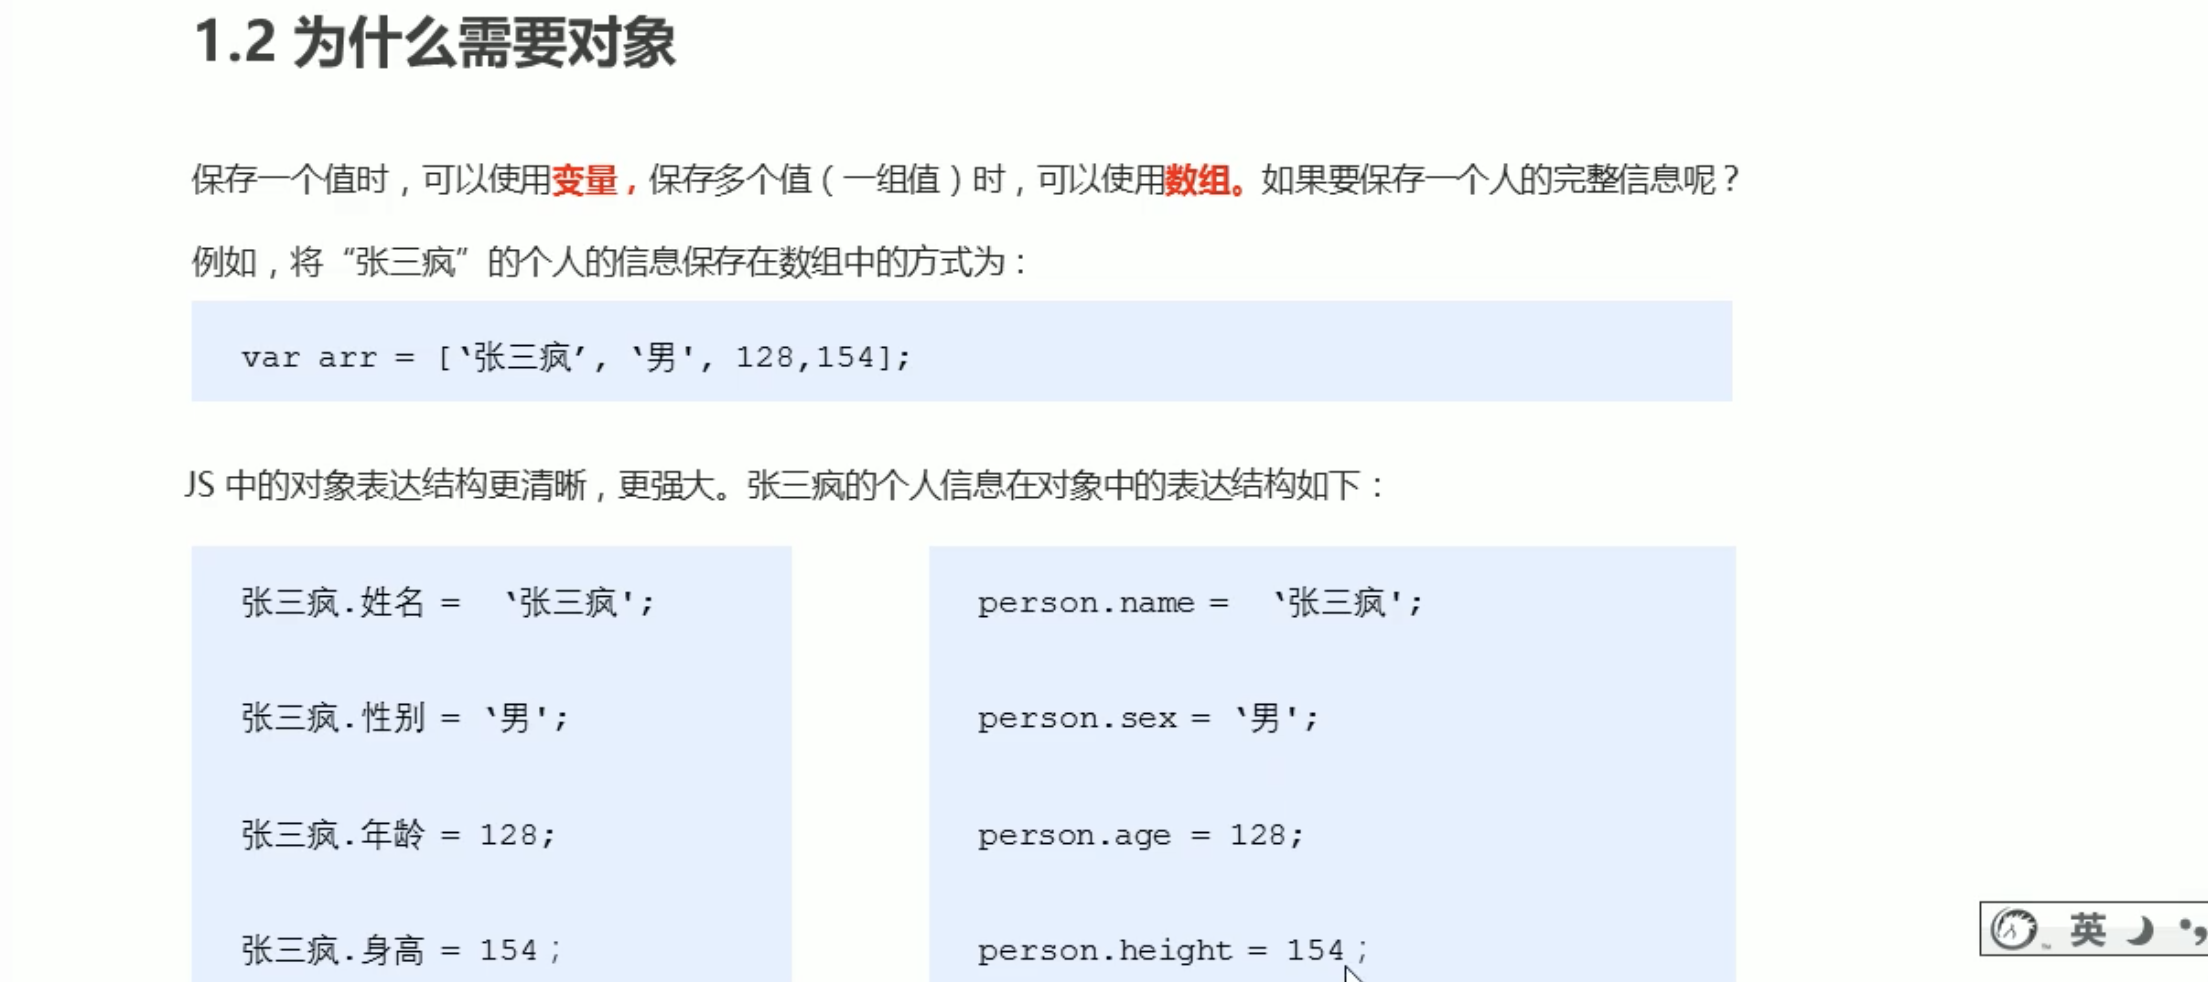 1.2 为什么需要对象
保存一个值时，可以使用变量，保存多个值（一组值）时，可以使用数组。如果要保存一个人的完整信息呢？
例如，将“张三疯”的个人的信息保存在数组中的方式为：
var arr = [‘张三疯’, ‘男', 128,154];
JS 中的对象表达结构更清晰，更强大。张三疯的个人信息在对象中的表达结构如下：
张三疯.姓名 = ‘张三疯';
张三疯.性别 = ‘男';
张三疯.年龄 = 128;
张三疯.身高 = 154；
person.name = ‘张三疯';
person.sex = ‘男';
person.age = 128;
person.height = 154；
英